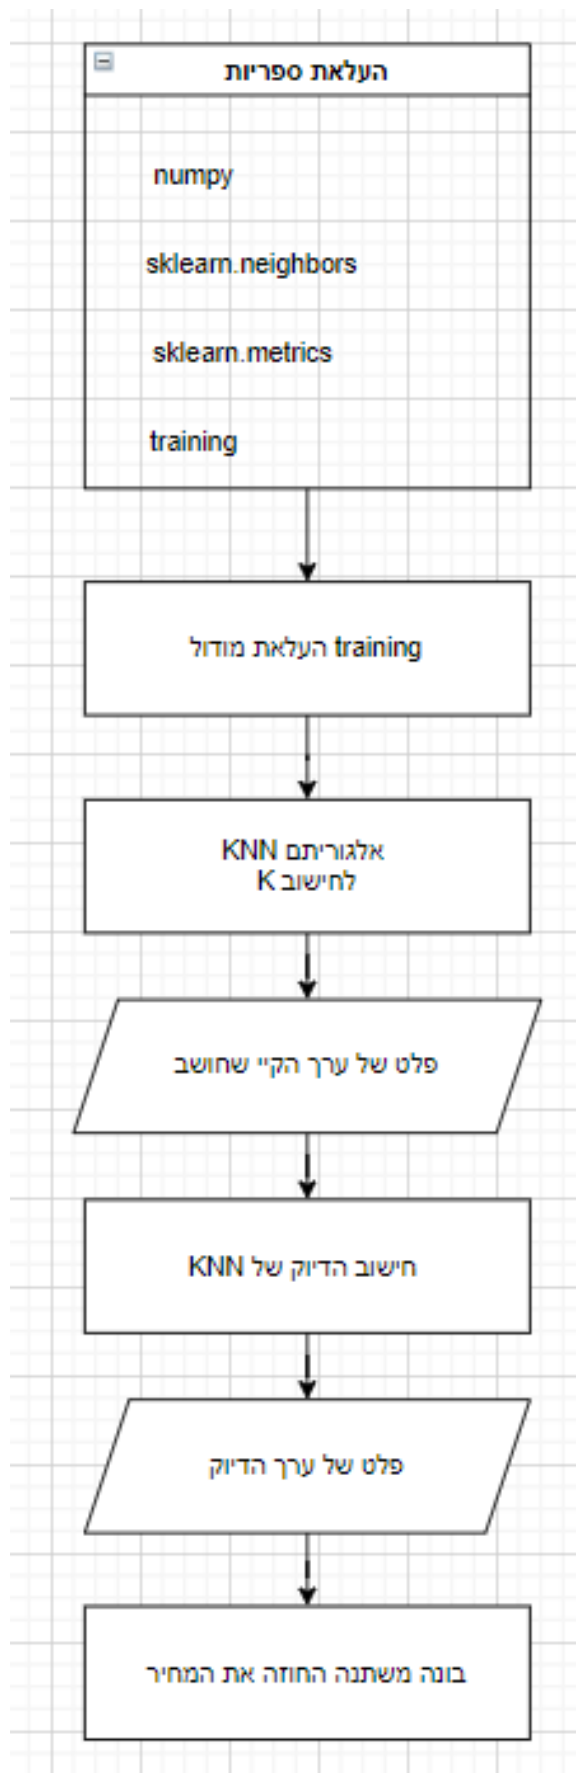 העלאת ספריות
numpy
sklearn.neighbors
sklearn.metrics
training
העלאת מודול training
אלגוריתם KNN
לחישוב K
פלט של ערך הקיי שחושב
חישוב הדיוק של KNN
פלט של ערך הדיוק
בונה משתנה החוזה את המחיר